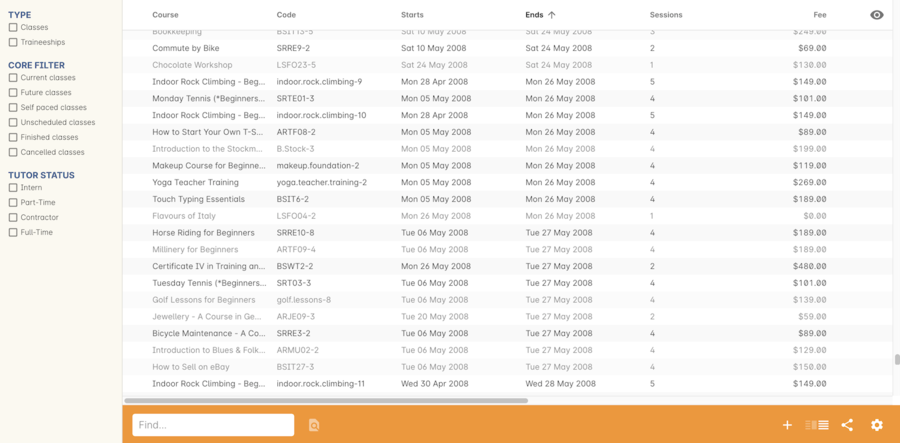 TYPE
Classes
Traineeships
CORE FILTER
Current classes
Future classes
Self paced classes
Unscheduled classes
Finished classes
Cancelled classes
TUTOR STATUS
Intern
Part-Time
Contractor
Full-Time
Course Code Starts Ends Sessions Fee
Bookkeeping BSIT13-5 Sat 10 May 2008 Sat 24 May 2008 3 $249.00
Commute by Bike SRRE9-2 Sat 10 May 2008 Sat 24 May 2008 2 $69.00
Chocolate Workshop LSFO23-5 Sat 24 May 2008 Sat 24 May 2008 1 $130.00
Indoor Rock Climbing - Beg... indoor.rock.climbing-9 Mon 28 Apr 2008 Mon 26 May 2008 5 $149.00
Monday Tennis (*Beginners... SRTE01-3 Mon 05 May 2008 Mon 26 May 2008 4 $101.00
Indoor Rock Climbing - Beg... indoor.rock.climbing-10 Mon 28 Apr 2008 Mon 26 May 2008 5 $149.00
How to Start Your Own T-S... ARTF08-2 Mon 05 May 2008 Mon 26 May 2008 4 $89.00
Introduction to the Stockm... B.Stock-3 Mon 05 May 2008 Mon 26 May 2008 4 $199.00
Makeup Course for Beginne... makeup.foundation-2 Mon 05 May 2008 Mon 26 May 2008 4 $119.00
Yoga Teacher Training yoga.teacher.training-2 Mon 05 May 2008 Mon 26 May 2008 4 $269.00
Touch Typing Essentials BSIT6-2 Mon 05 May 2008 Mon 26 May 2008 4 $189.00
Flavours of Italy LSFO04-2 Mon 26 May 2008 Mon 26 May 2008 1 $0.00
Horse Riding for Beginners SRRE10-8 Tue 06 May 2008 Tue 27 May 2008 4 $189.00
Millinery for Beginners ARTF09-4 Tue 06 May 2008 Tue 27 May 2008 4 $189.00
Certificate IV in Training an... BSWT2-2 Mon 26 May 2008 Tue 27 May 2008 2 $480.00
Tuesday Tennis (*Beginners... SRT03-3 Tue 06 May 2008 Tue 27 May 2008 4 $101.00
Golf Lessons for Beginners golf.lessons-8 Tue 06 May 2008 Tue 27 May 2008 4 $139.00
Jewellery - A Course in Ge... ARJE09-3 Tue 20 May 2008 Tue 27 May 2008 2 $59.00
Bicycle Maintenance - A Co... SRRE3-2 Tue 06 May 2008 Tue 27 May 2008 4 $89.00
Introduction to Blues & Folk... ARMU02-2 Tue 06 May 2008 Tue 27 May 2008 4 $129.00
How to Sell on eBay BSIT27-3 Tue 06 May 2008 Tue 27 May 2008 4 $150.00
Indoor Rock Climbing - Beg... indoor.rock.climbing-11 Wed 30 Apr 2008 Wed 28 May 2008 5 $149.00
Find...